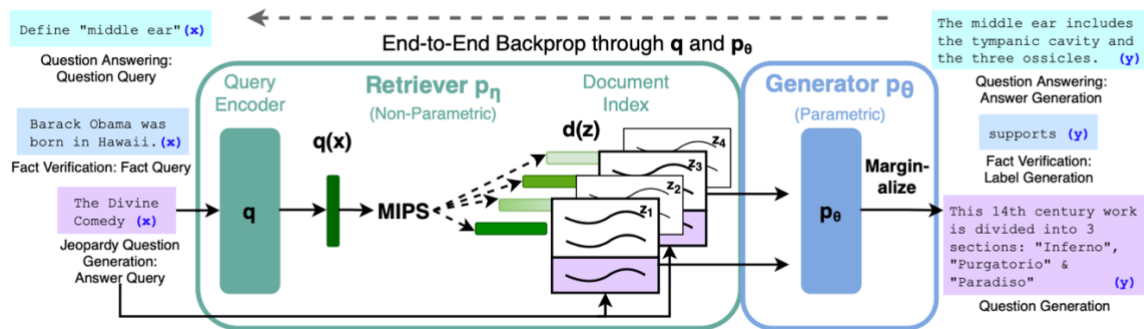 Define "middle ear"(x)
Question Answering:
Question Query
Barack Obama was
born in Hawaii.(x)
Fact Verification: Fact Query
The Divine
Comedy (x)
Jeopardy Question
Generation:
Answer Query
End-to-End Backprop through q and pθ
Query
Encoder
q
q(x)
Retriever pη
(Non-Parametric)
MIPS
Document
Index
d(z)
z4
z3
z2
z1
Generator pθ
(Parametric)
pθ
Margin-
alize
The middle ear includes
the tympanic cavity and
the three ossicles. (y)
Question Answering:
Answer Generation
supports (y)
Fact Verification:
Label Generation
This 14th century work
is divided into 3
sections: "Inferno",
"Purgatorio" &
"Paradiso" (y)
Question Generation